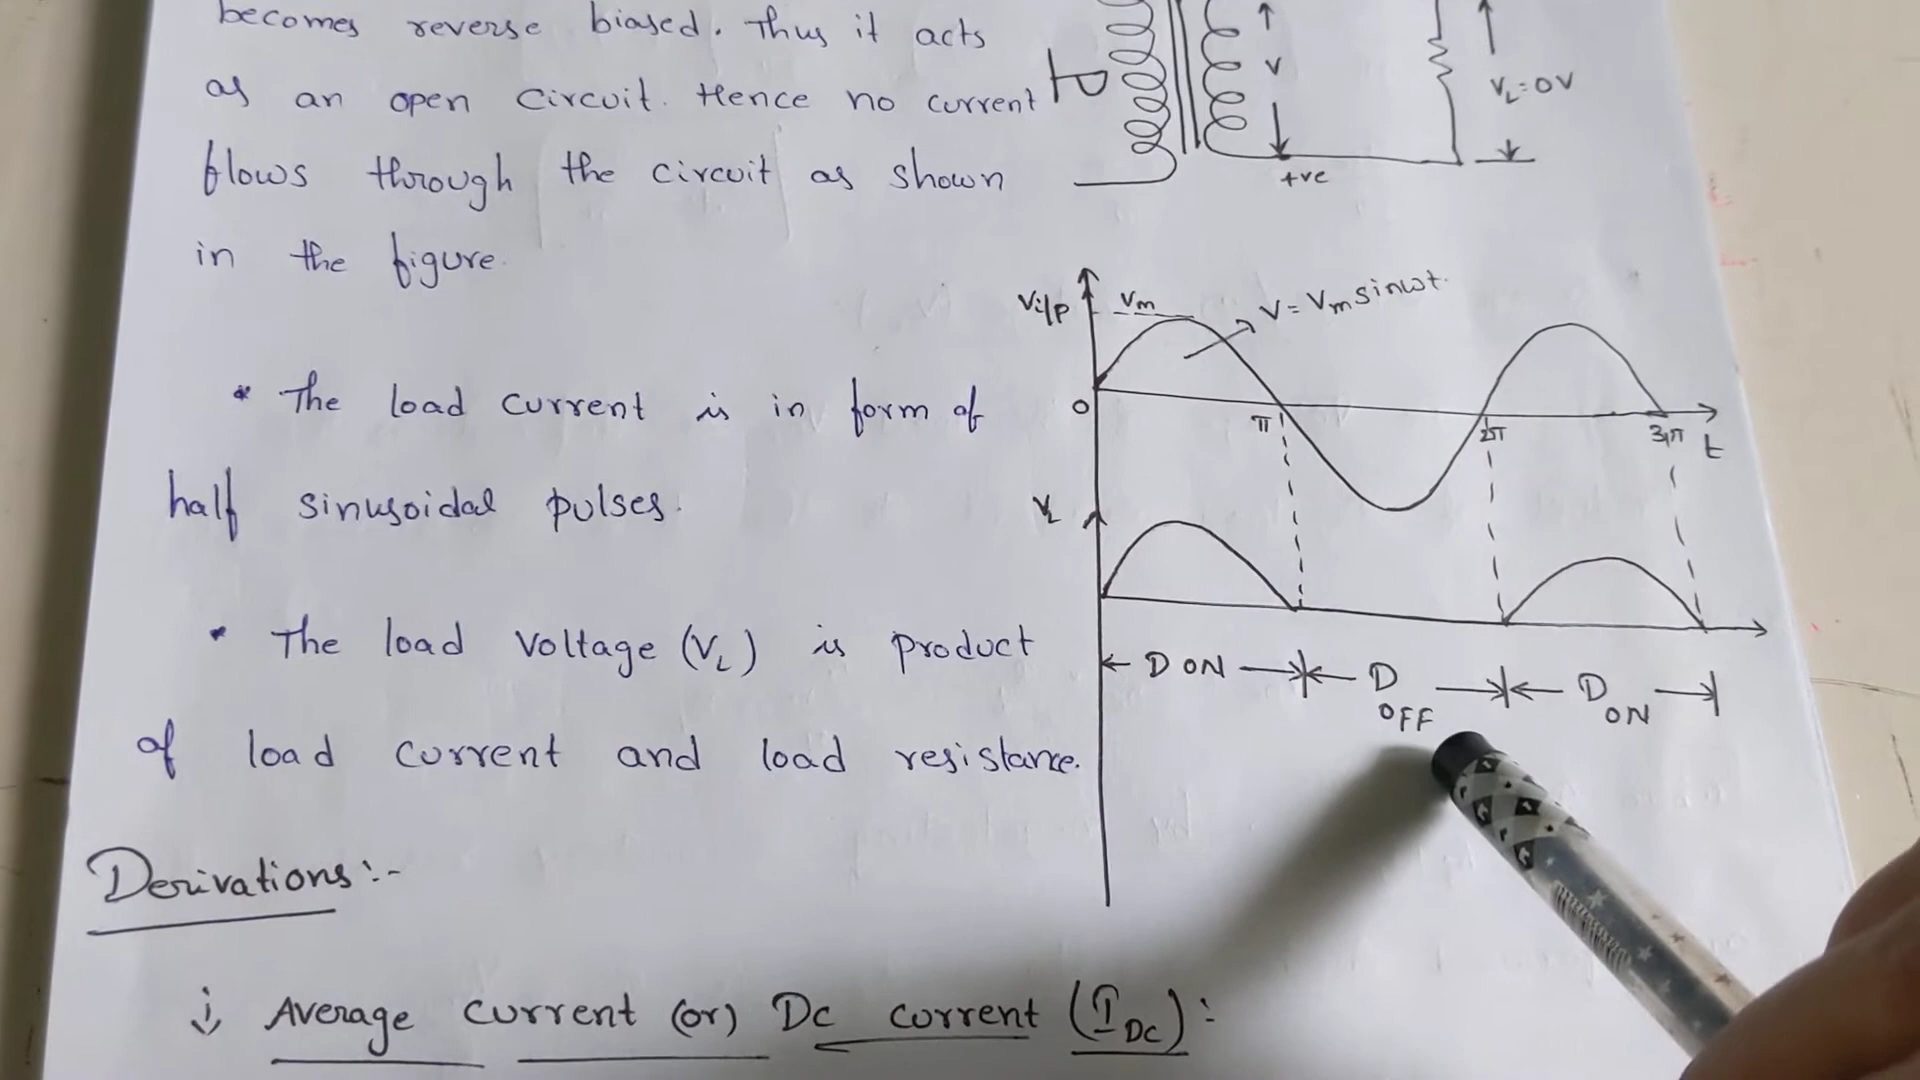 becomes reverse biased. Thus it acts
as an open circuit. Hence no current
flows through the circuit as shown
in the figure.
* The load current is in form of
half sinusoidal pulses.
* The load voltage (VL) is product
of load current and load resistance.
Derivations :-
i, Average current (or) Dc current (IDC) :
V
VL=0V
+ve
Vi/p
Vm
V= Vm sinωt.
0
π
2π
3π
t
VL
D ON
D OFF
D ON